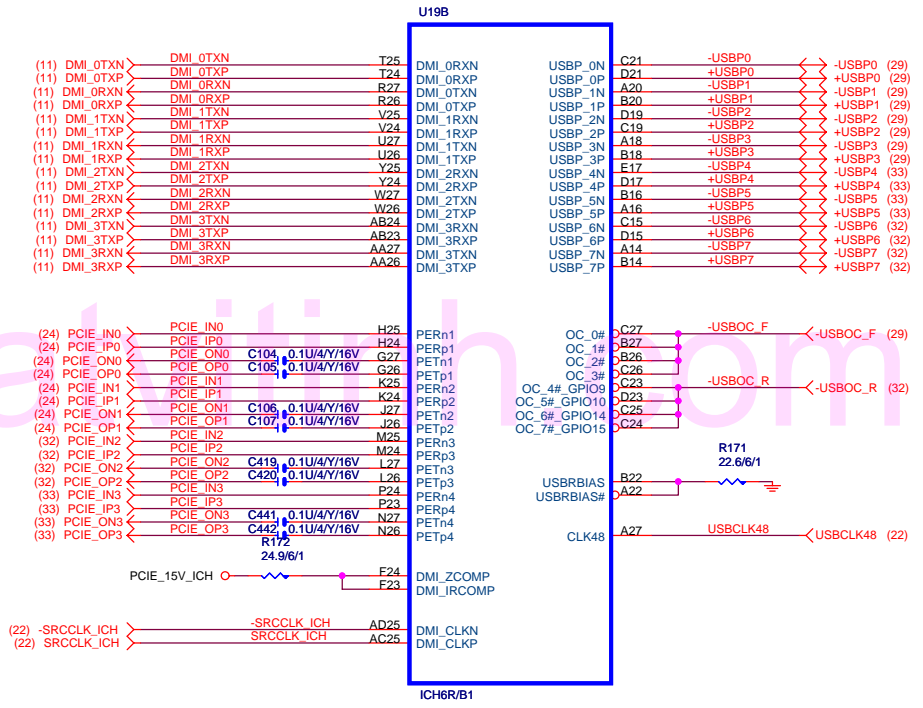 U19B
(11) DMI_0TXN DMI_0TXN T25 DMI_0RXN USBP_0N C21 -USBP0 -USBP0 (29)
(11) DMI_0TXP DMI_0TXP T24 DMI_0RXP USBP_0P D21 +USBP0 +USBP0 (29)
(11) DMI_0RXN DMI_0RXN R27 DMI_0TXN USBP_1N A20 -USBP1 -USBP1 (29)
(11) DMI_0RXP DMI_0RXP R26 DMI_0TXP USBP_1P B20 +USBP1 +USBP1 (29)
(11) DMI_1TXN DMI_1TXN V25 DMI_1RXN USBP_2N D19 -USBP2 -USBP2 (29)
(11) DMI_1TXP DMI_1TXP V24 DMI_1RXP USBP_2P C19 +USBP2 +USBP2 (29)
(11) DMI_1RXN DMI_1RXN U27 DMI_1TXN USBP_3N A18 -USBP3 -USBP3 (29)
(11) DMI_1RXP DMI_1RXP U26 DMI_1TXP USBP_3P B18 +USBP3 +USBP3 (29)
(11) DMI_2TXN DMI_2TXN Y25 DMI_2RXN USBP_4N E17 -USBP4 -USBP4 (33)
(11) DMI_2TXP DMI_2TXP Y24 DMI_2RXP USBP_4P D17 +USBP4 +USBP4 (33)
(11) DMI_2RXN DMI_2RXN W27 DMI_2TXN USBP_5N B16 -USBP5 -USBP5 (33)
(11) DMI_2RXP DMI_2RXP W26 DMI_2TXP USBP_5P A16 +USBP5 +USBP5 (33)
(11) DMI_3TXN DMI_3TXN AB24 DMI_3RXN USBP_6N C15 -USBP6 -USBP6 (32)
(11) DMI_3TXP DMI_3TXP AB23 DMI_3RXP USBP_6P D15 +USBP6 +USBP6 (32)
(11) DMI_3RXN DMI_3RXN AA27 DMI_3TXN USBP_7N A14 -USBP7 -USBP7 (32)
(11) DMI_3RXP DMI_3RXP AA26 DMI_3TXP USBP_7P B14 +USBP7 +USBP7 (32)
(24) PCIE_IN0 PCIE_IN0 H25 PERn1 OC_0# C27 -USBOC_F -USBOC_F (29)
(24) PCIE_IP0 PCIE_IP0 H24 PERp1 OC_1# B27
(24) PCIE_ON0 PCIE_ON0 C104 0.1U/4/Y/16V G27 PETn1 OC_2# B26
(24) PCIE_OP0 PCIE_OP0 C105 0.1U/4/Y/16V G26 PETp1 OC_3# C26
(24) PCIE_IN1 PCIE_IN1 K25 PERn2 OC_4#_GPIO9 C23 -USBOC_R -USBOC_R (32)
(24) PCIE_IP1 PCIE_IP1 K24 PERp2 OC_5#_GPIO10 D23
(24) PCIE_ON1 PCIE_ON1 C106 0.1U/4/Y/16V J27 PETn2 OC_6#_GPIO14 C25
(24) PCIE_OP1 PCIE_OP1 C107 0.1U/4/Y/16V J26 PETp2 OC_7#_GPIO15 C24
(32) PCIE_IN2 PCIE_IN2 M25 PERn3
(32) PCIE_IP2 PCIE_IP2 M24 PERp3
R171
22.6/6/1
(32) PCIE_ON2 PCIE_ON2 C419 0.1U/4/Y/16V L27 PETn3
(32) PCIE_OP2 PCIE_OP2 C420 0.1U/4/Y/16V L26 PETp3 USBRBIAS B22
(33) PCIE_IN3 PCIE_IN3 P24 PERn4 USBRBIAS# A22
(33) PCIE_IP3 PCIE_IP3 P23 PERp4
(33) PCIE_ON3 PCIE_ON3 C441 0.1U/4/Y/16V N27 PETn4
(33) PCIE_OP3 PCIE_OP3 C442 0.1U/4/Y/16V N26 PETp4 CLK48 A27 USBCLK48 USBCLK48 (22)
R172
24.9/6/1
PCIE_15V_ICH F24 DMI_ZCOMP
F23 DMI_IRCOMP
(22) -SRCCLK_ICH -SRCCLK_ICH AD25 DMI_CLKN
(22) SRCCLK_ICH SRCCLK_ICH AC25 DMI_CLKP
ICH6R/B1
atvitinh.com